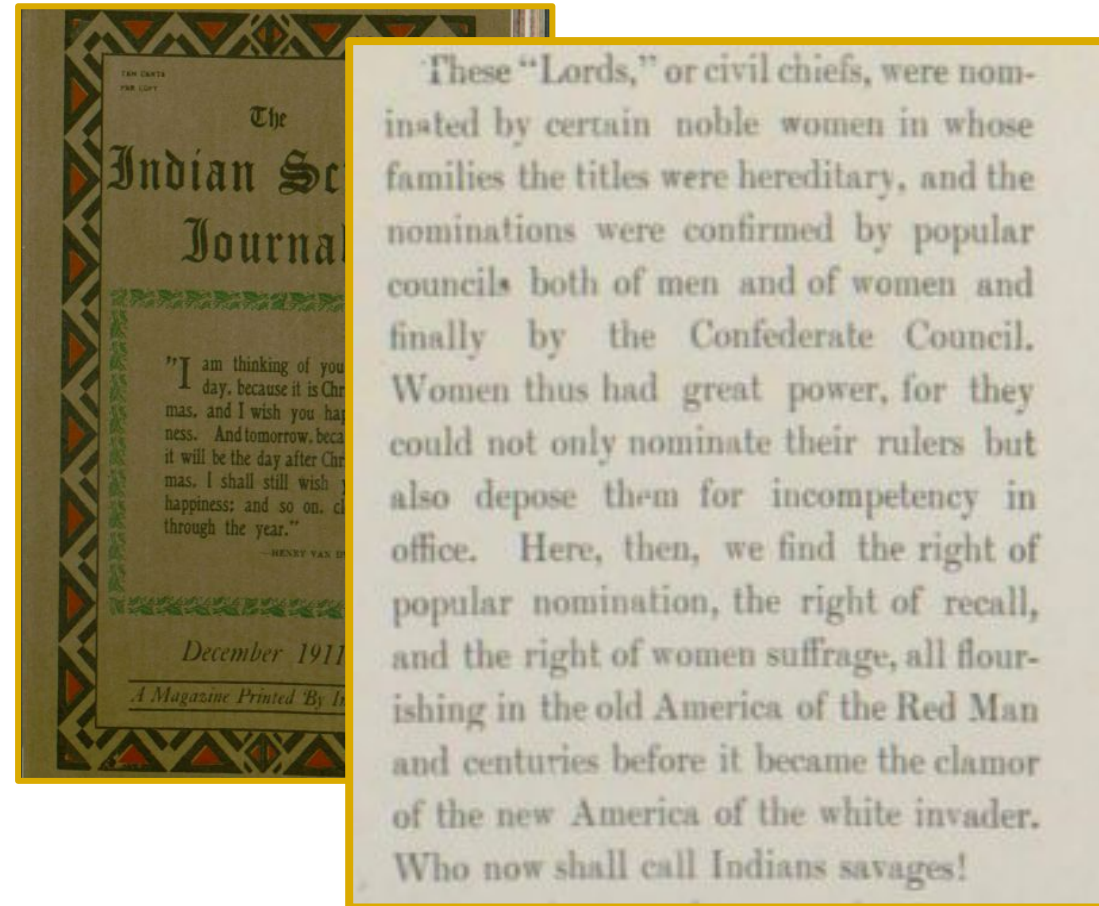 TEN CENTS
PER COPY
The
Indian Sc
Journal
"I am thinking of you
day, because it is Chr
mas, and I wish you hap
ness. And tomorrow, beca
it will be the day after Chr
mas, I shall still wish
happiness; and so on, cl
through the year."
—HENRY VAN D
December 1911
A Magazine Printed By In
These "Lords," or civil chiefs, were nom-
inated by certain noble women in whose
families the titles were hereditary, and the
nominations were confirmed by popular
councils both of men and of women and
finally by the Confederate Council.
Women thus had great power, for they
could not only nominate their rulers but
also depose them for incompetency in
office. Here, then, we find the right of
popular nomination, the right of recall,
and the right of women suffrage, all flour-
ishing in the old America of the Red Man
and centuries before it became the clamor
of the new America of the white invader.
Who now shall call Indians savages!